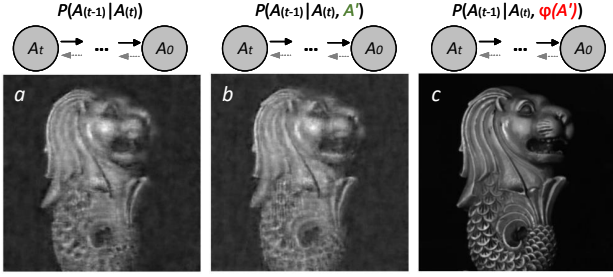 P(A(t-1)|A(t)) P(A(t-1)|A(t), A') P(A(t-1)|A(t), φ(A'))
At ... A0 At ... A0 At ... A0
a b c